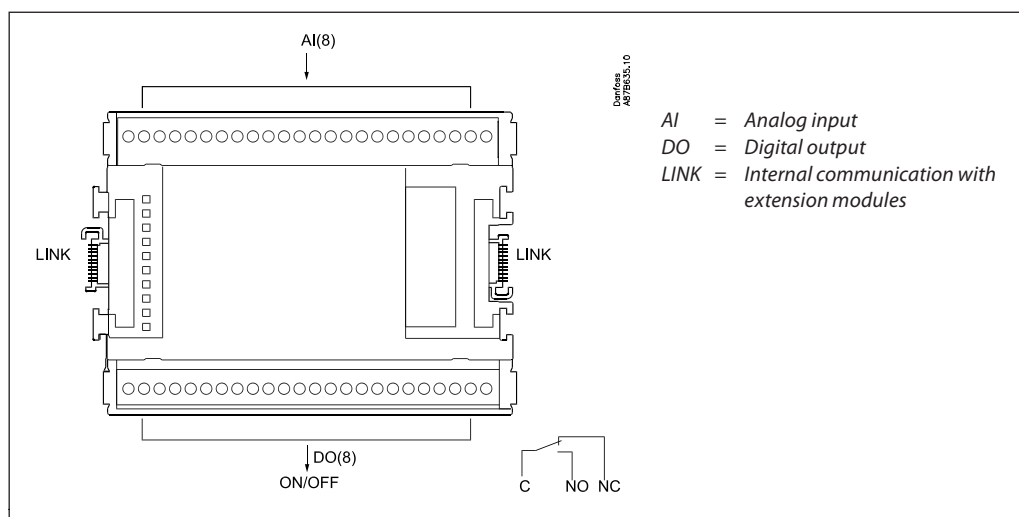 AI(8)
Danfoss
A87B635.10
AI = Analog input
DO = Digital output
LINK = Internal communication with
extension modules
LINK
LINK
DO(8)
ON/OFF
C NO NC